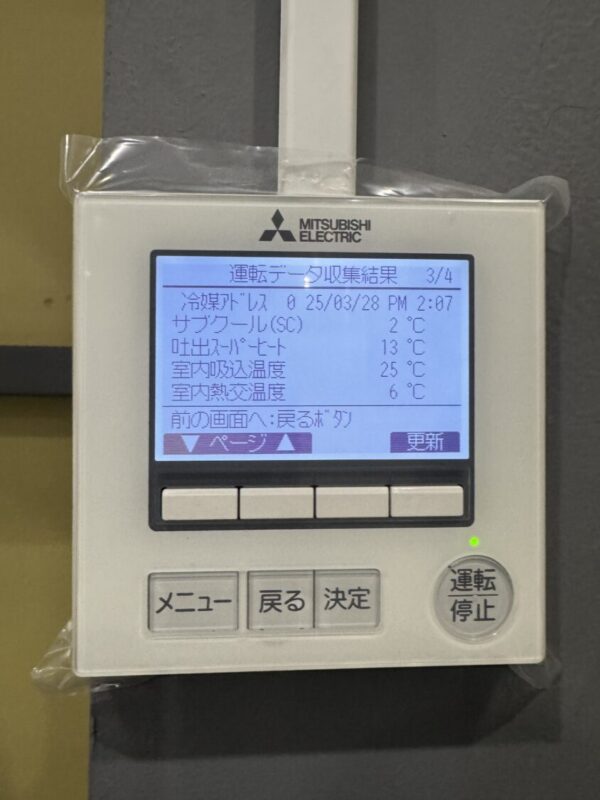 MITSUBISHI
ELECTRIC
運転データ収集結果 3/4
冷媒ｱﾄﾞﾚｽ 0 25/03/28 PM 2:07
サブクール(SC) 2 ℃
吐出ｽｰﾊﾟｰﾋｰﾄ 13 ℃
室内吸込温度 25 ℃
室内熱交温度 6 ℃
前の画面へ:戻るﾎﾞﾀﾝ
▼ ページ ▲ 更新
メニュー 戻る 決定 運転
停止